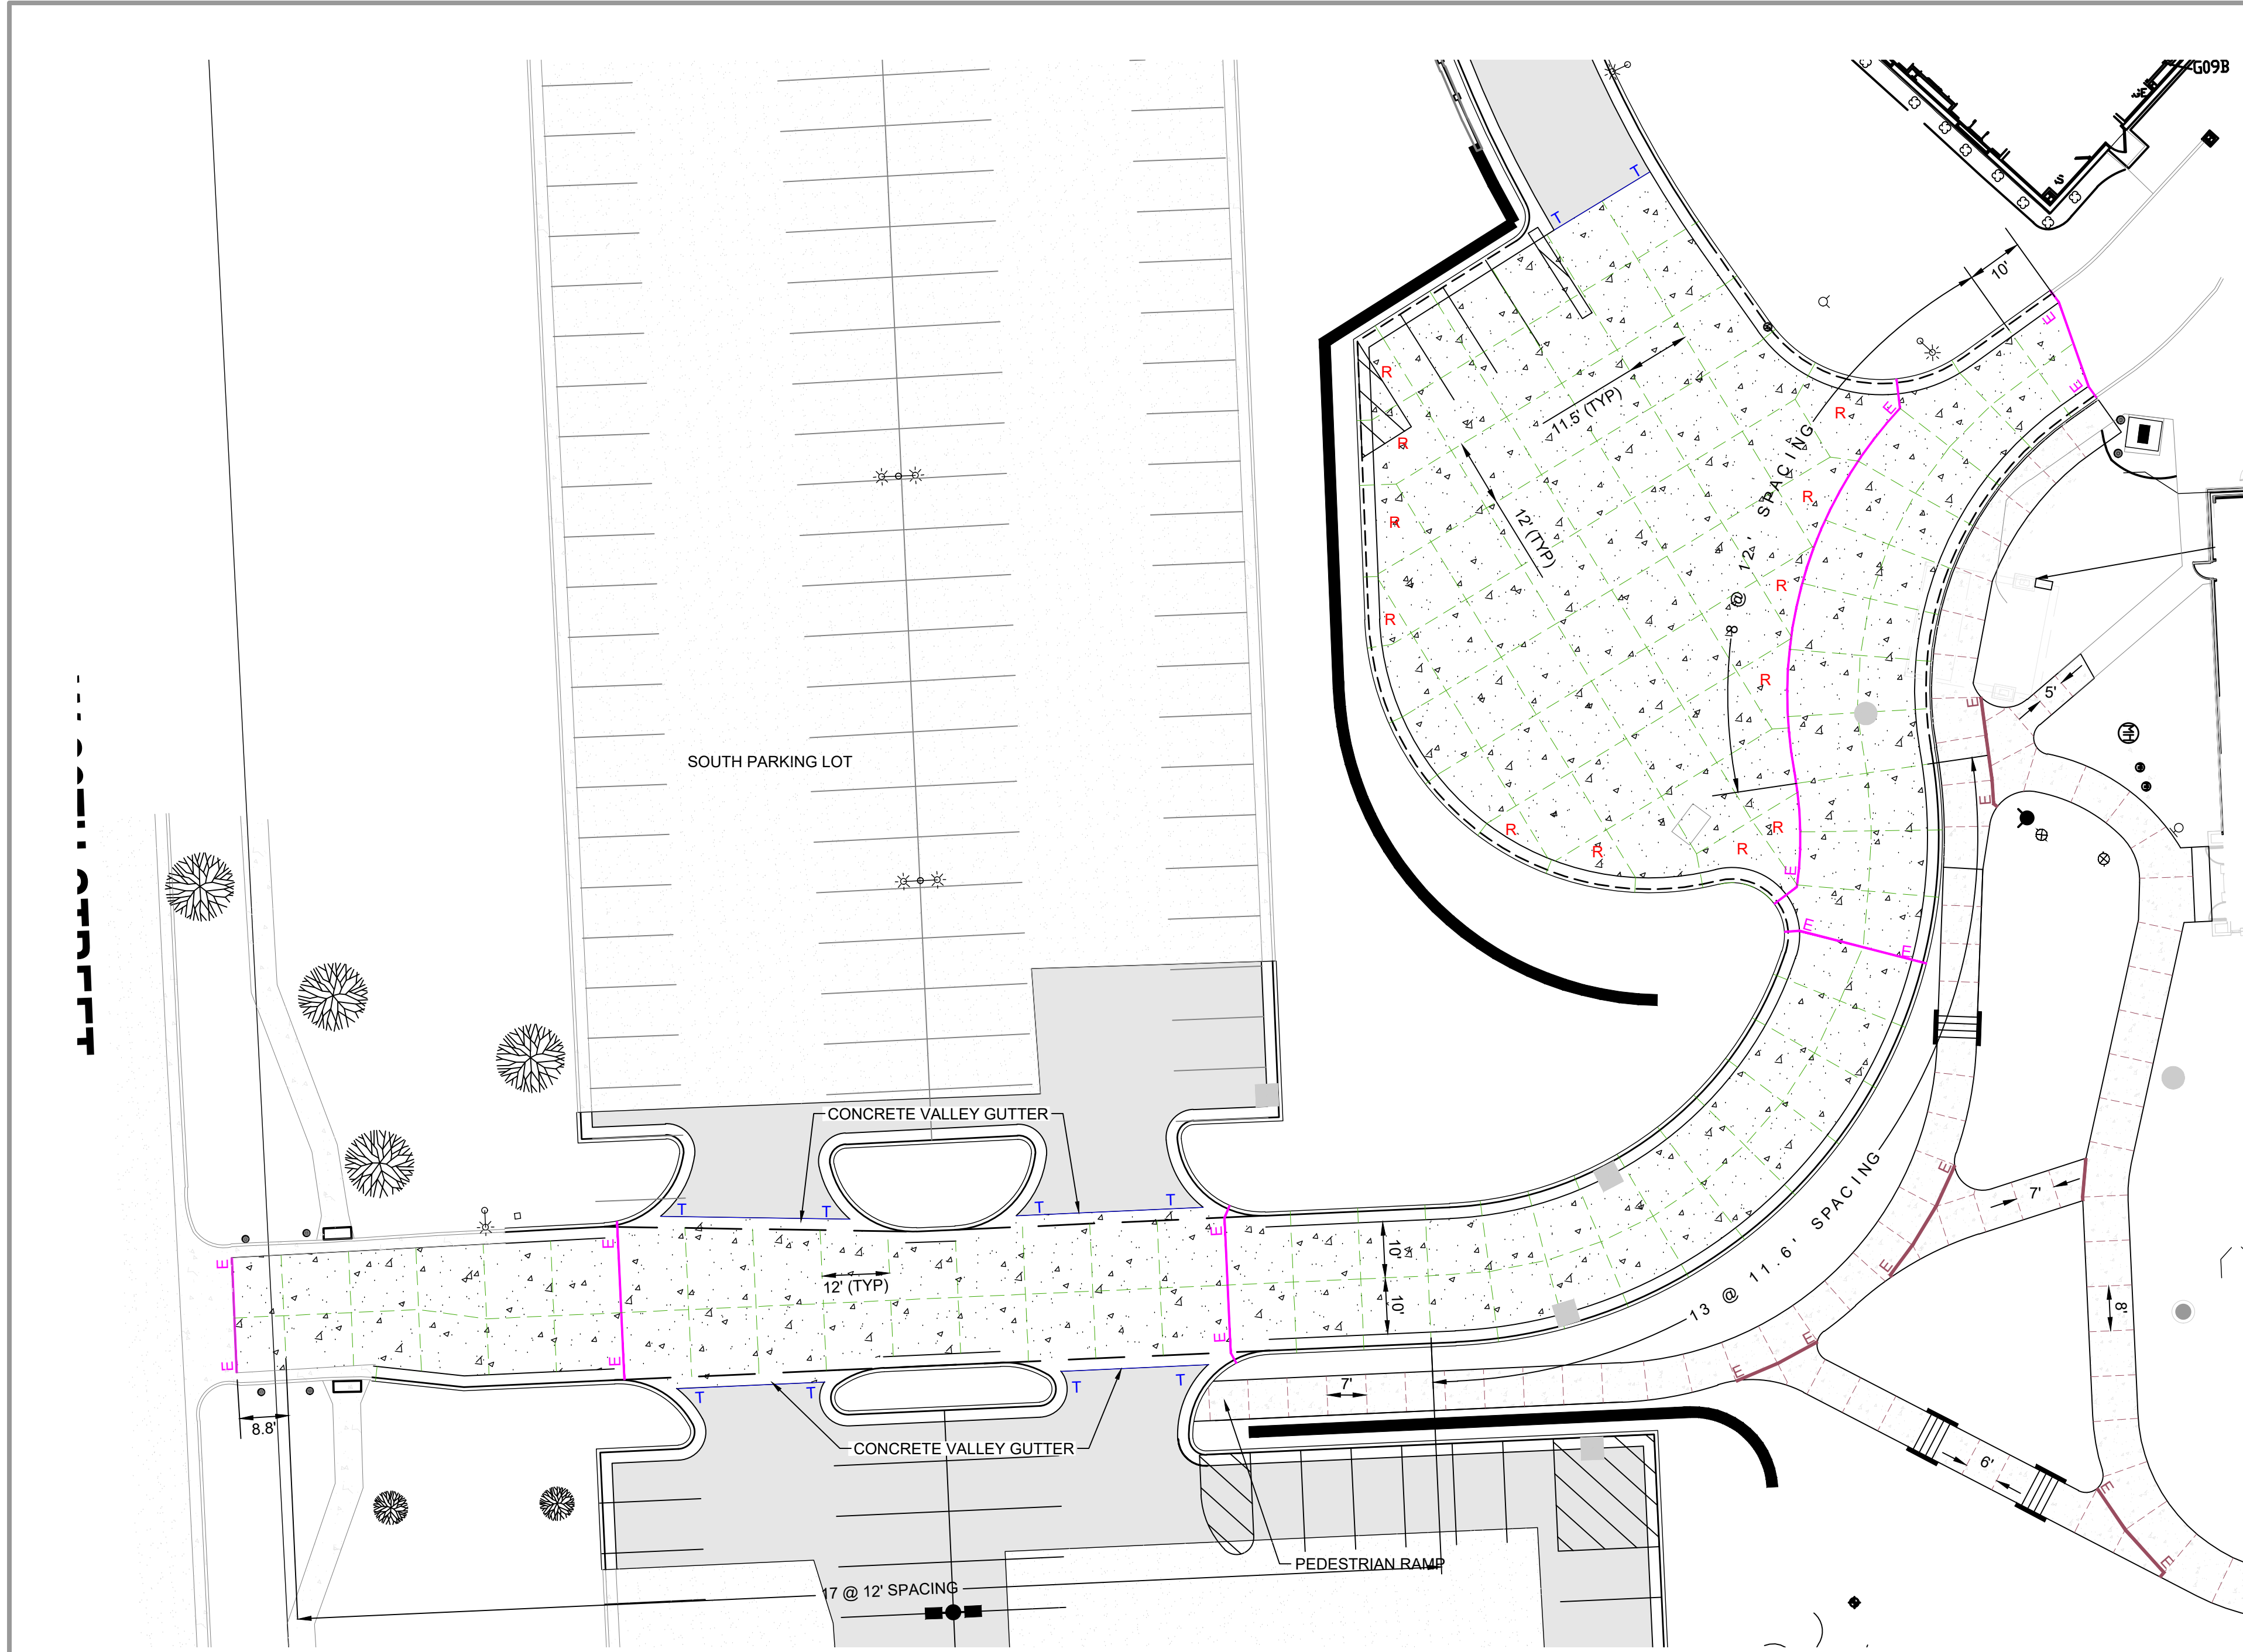 G09B
T
T
10'
E
E
R
R
E
11.5' (TYP)
R
8 @ 12' SPACING
R
R
12' (TYP)
R
R
R
5'
E
R
E
MH
SOUTH PARKING LOT
R
R
R
R
E
E
E
CONCRETE VALLEY GUTTER
E
7'
T
T
T
T
E
E
E
10'
12' (TYP)
10'
E
13 @ 11.6' SPACING
8'
E
E
E
E
E
T
T
T
T
7'
8.8'
CONCRETE VALLEY GUTTER
6'
E
PEDESTRIAN RAMP
E
17 @ 12' SPACING